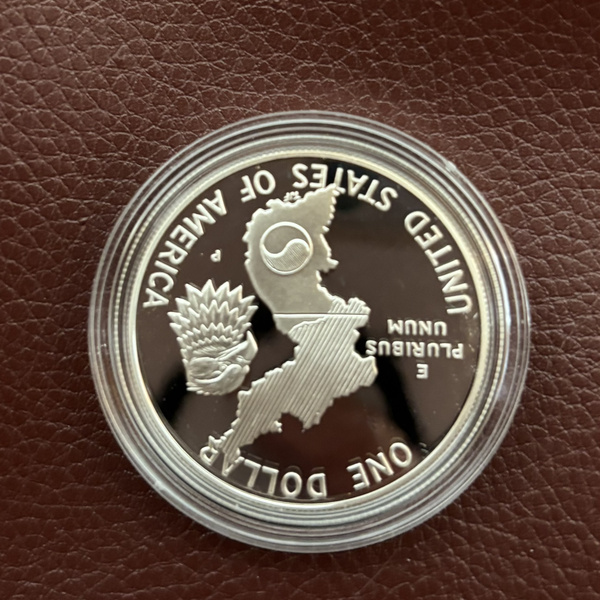 ONE DOLLAR
E
PLURIBUS
UNUM
P
UNITED STATES OF AMERICA